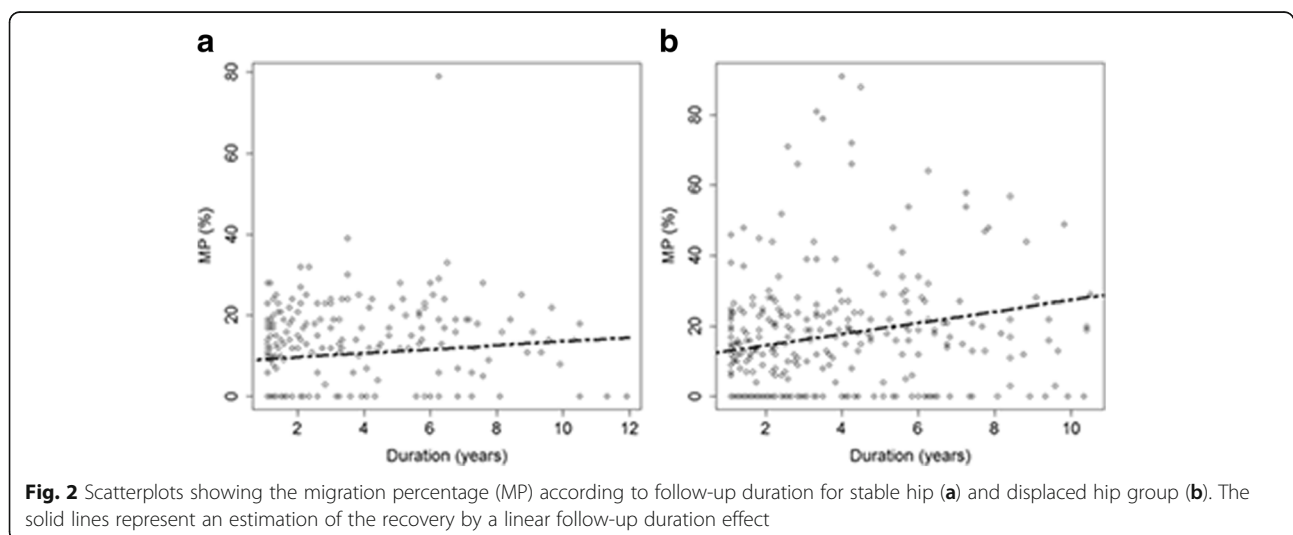 a
b
80
60
40
20
0
MP (%)
2 4 6 8 10 12
Duration (years)
80
60
40
20
0
MP (%)
2 4 6 8 10
Duration (years)
Fig. 2 Scatterplots showing the migration percentage (MP) according to follow-up duration for stable hip (a) and displaced hip group (b). The
solid lines represent an estimation of the recovery by a linear follow-up duration effect